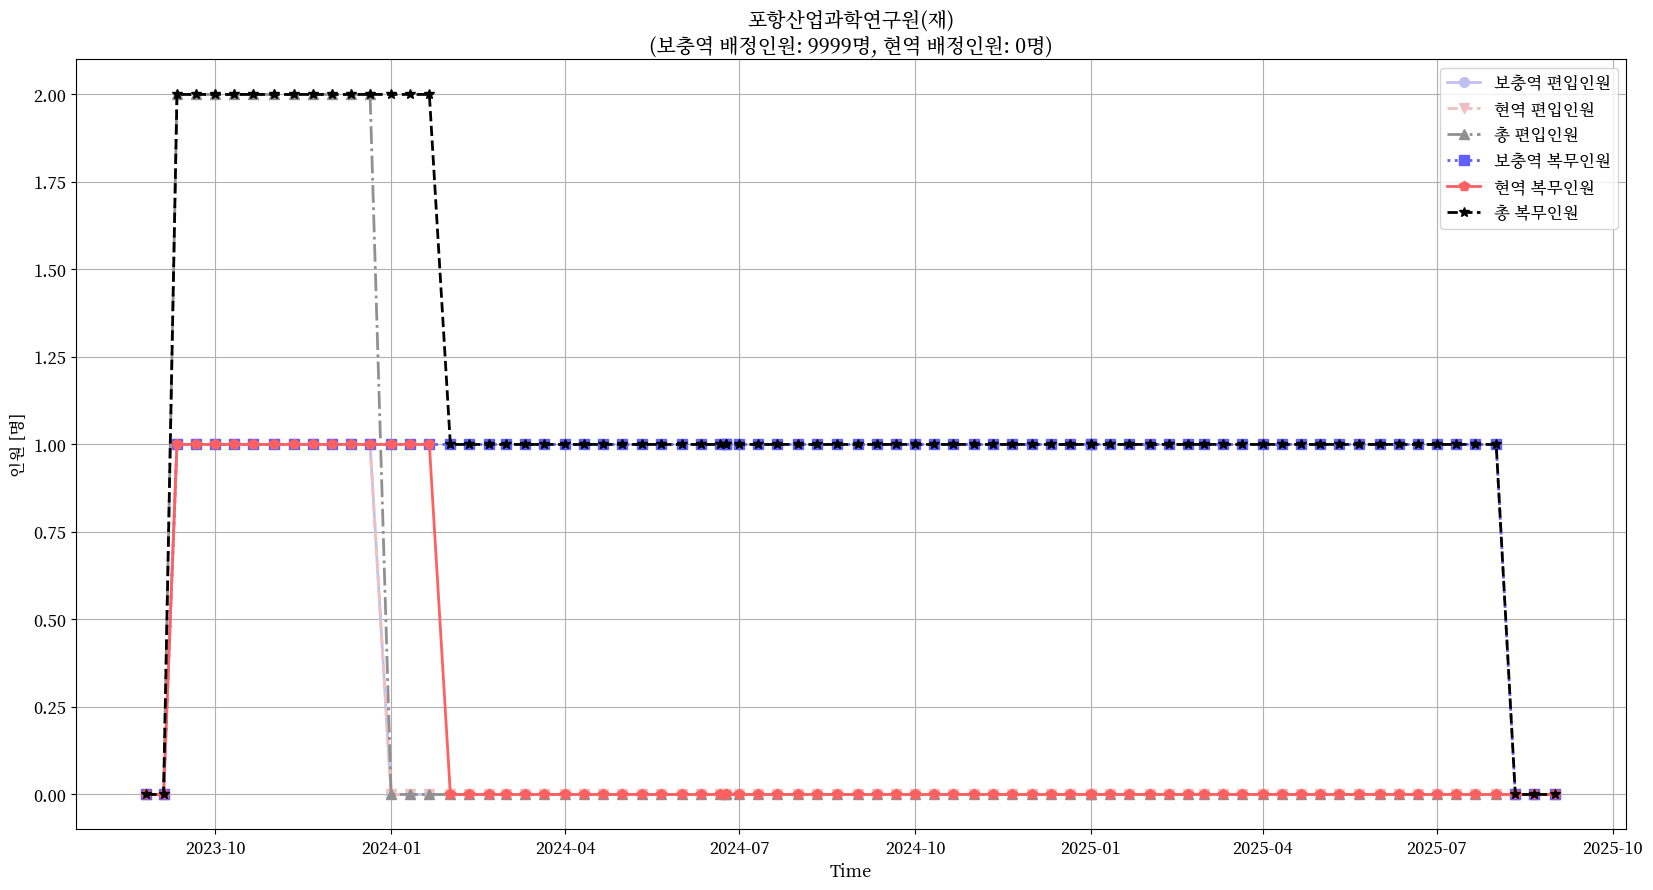 포항산업과학연구원(재)
(보충역 배정인원: 9999명, 현역 배정인원: 0명)
보충역 편입인원
현역 편입인원
총 편입인원
보충역 복무인원
현역 복무인원
총 복무인원
인원 [명]
2.00
1.75
1.50
1.25
1.00
0.75
0.50
0.25
0.00
2023-10 2024-01 2024-04 2024-07 2024-10 2025-01 2025-04 2025-07 2025-10
Time